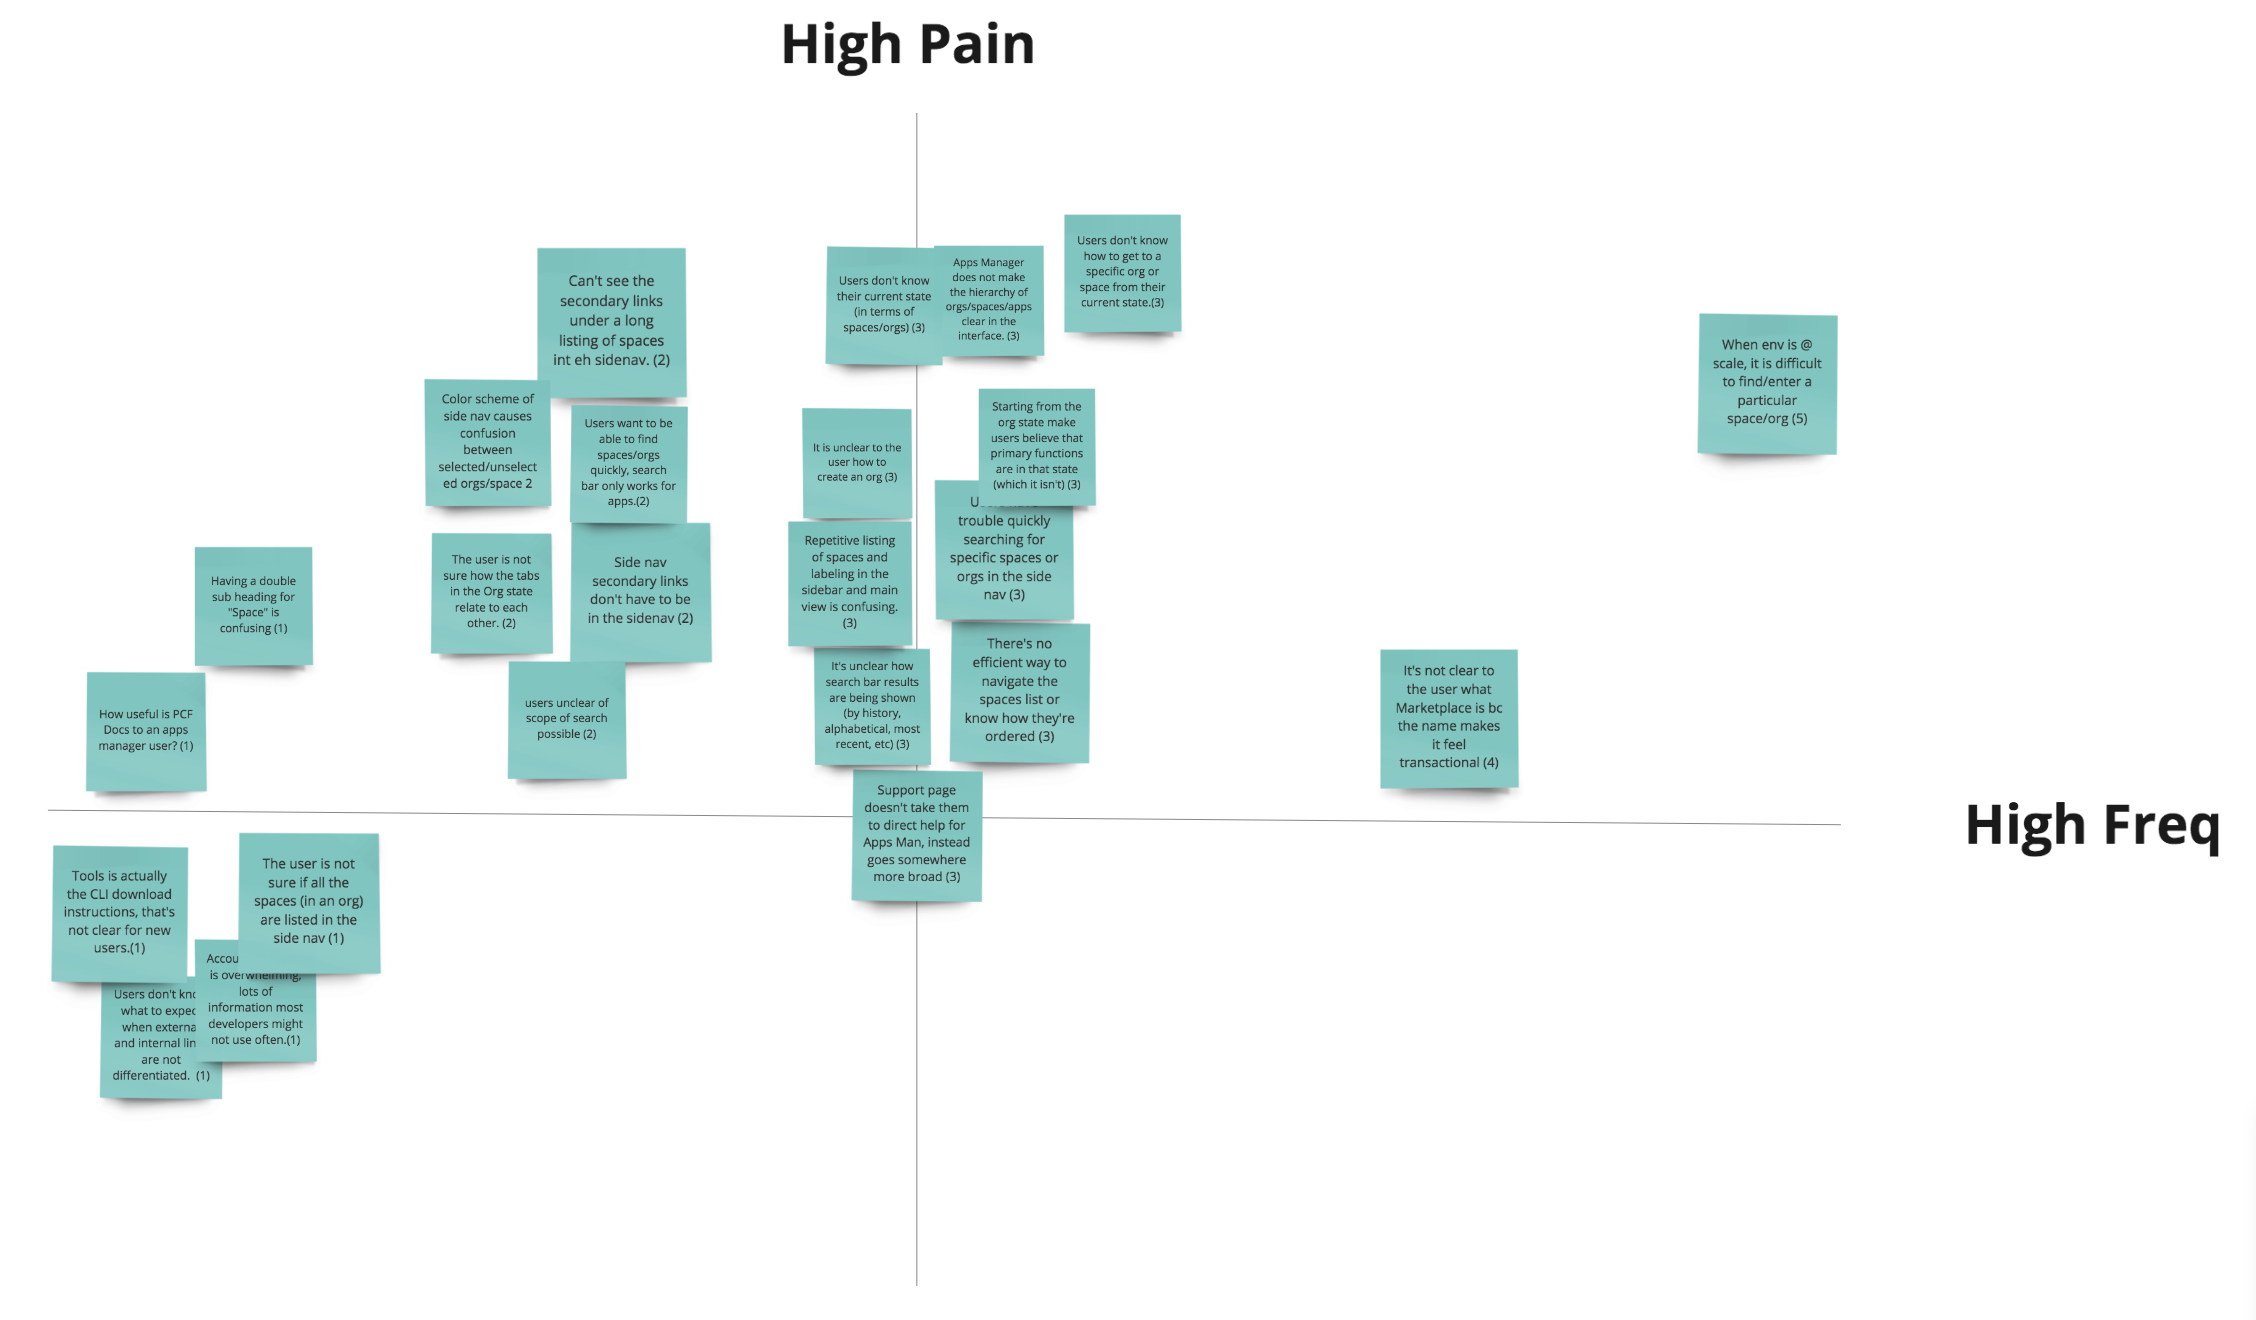 High Pain
Users don't know
how to get to a
specific org or
space from their
current state.(3)
Can't see the
secondary links
under a long
listing of spaces
int eh sidenav. (2)
Users don't know
their current state
(in terms of
spaces/orgs) (3)
Apps Manager
does not make
the hierarchy of
orgs/spaces/apps
clear in the
interface. (3)
When env is @
scale, it is difficult
to find/enter a
particular
space/org (5)
Color scheme of
side nav causes
confusion
between
selected/unselect
ed orgs/space 2
Users want to be
able to find
spaces/orgs
quickly, search
bar only works for
apps.(2)
It is unclear to the
user how to
create an org (3)
Starting from the
org state make
users believe that
primary functions
are in that state
(which it isn't) (3)
trouble quickly
searching for
specific spaces or
orgs in the side
nav (3)
Having a double
sub heading for
"Space" is
confusing (1)
The user is not
sure how the tabs
in the Org state
relate to each
other. (2)
Side nav
secondary links
don't have to be
in the sidenav (2)
Repetitive listing
of spaces and
labeling in the
sidebar and main
view is confusing.
(3)
How useful is PCF
Docs to an apps
manager user? (1)
users unclear of
scope of search
possible (2)
It's unclear how
search bar results
are being shown
(by history,
alphabetical, most
recent, etc) (3)
There's no
efficient way to
navigate the
spaces list or
know how they're
ordered (3)
It's not clear to
the user what
Marketplace is bc
the name makes
it feel
transactional (4)
Support page
doesn't take them
to direct help for
Apps Man, instead
goes somewhere
more broad (3)
High Freq
Tools is actually
the CLI download
instructions, that's
not clear for new
users.(1)
The user is not
sure if all the
spaces (in an org)
are listed in the
side nav (1)
is overwhelming,
lots of
information most
developers might
not use often.(1)
Users don't
what to
when
and internal
are not
differentiated. (1)